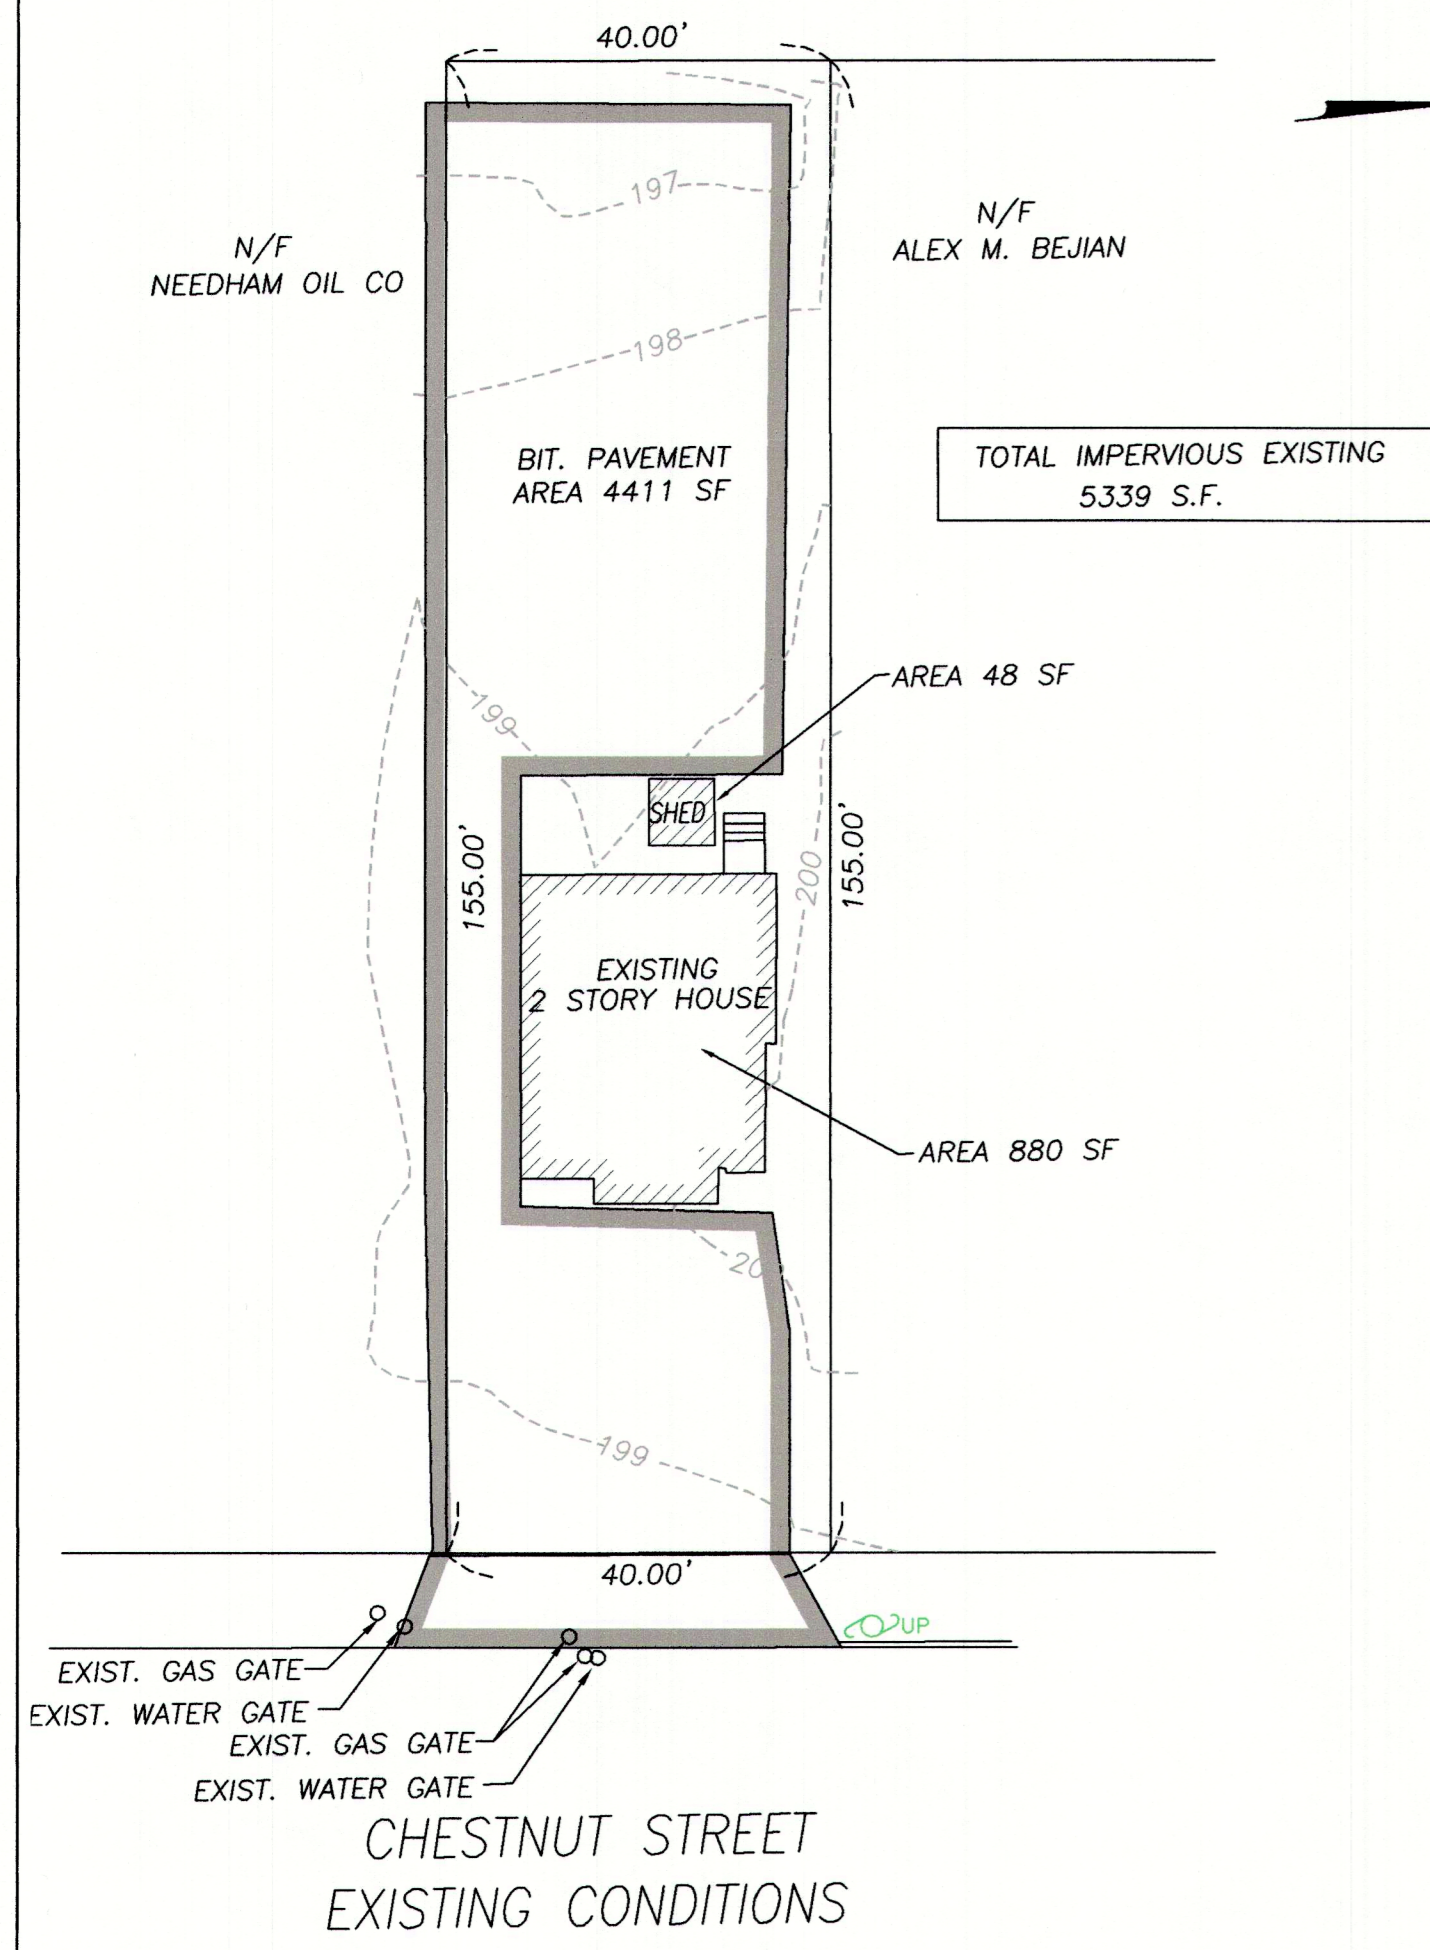 40.00'
197
N/F
NEEDHAM OIL CO
N/F
ALEX M. BEJIAN
198
BIT. PAVEMENT
AREA 4411 SF
TOTAL IMPERVIOUS EXISTING
5339 S.F.
AREA 48 SF
199
SHED
155.00'
200
155.00'
EXISTING
2 STORY HOUSE
AREA 880 SF
20
199
40.00'
UP
EXIST. GAS GATE
EXIST. WATER GATE
EXIST. GAS GATE
EXIST. WATER GATE
CHESTNUT STREET
EXISTING CONDITIONS